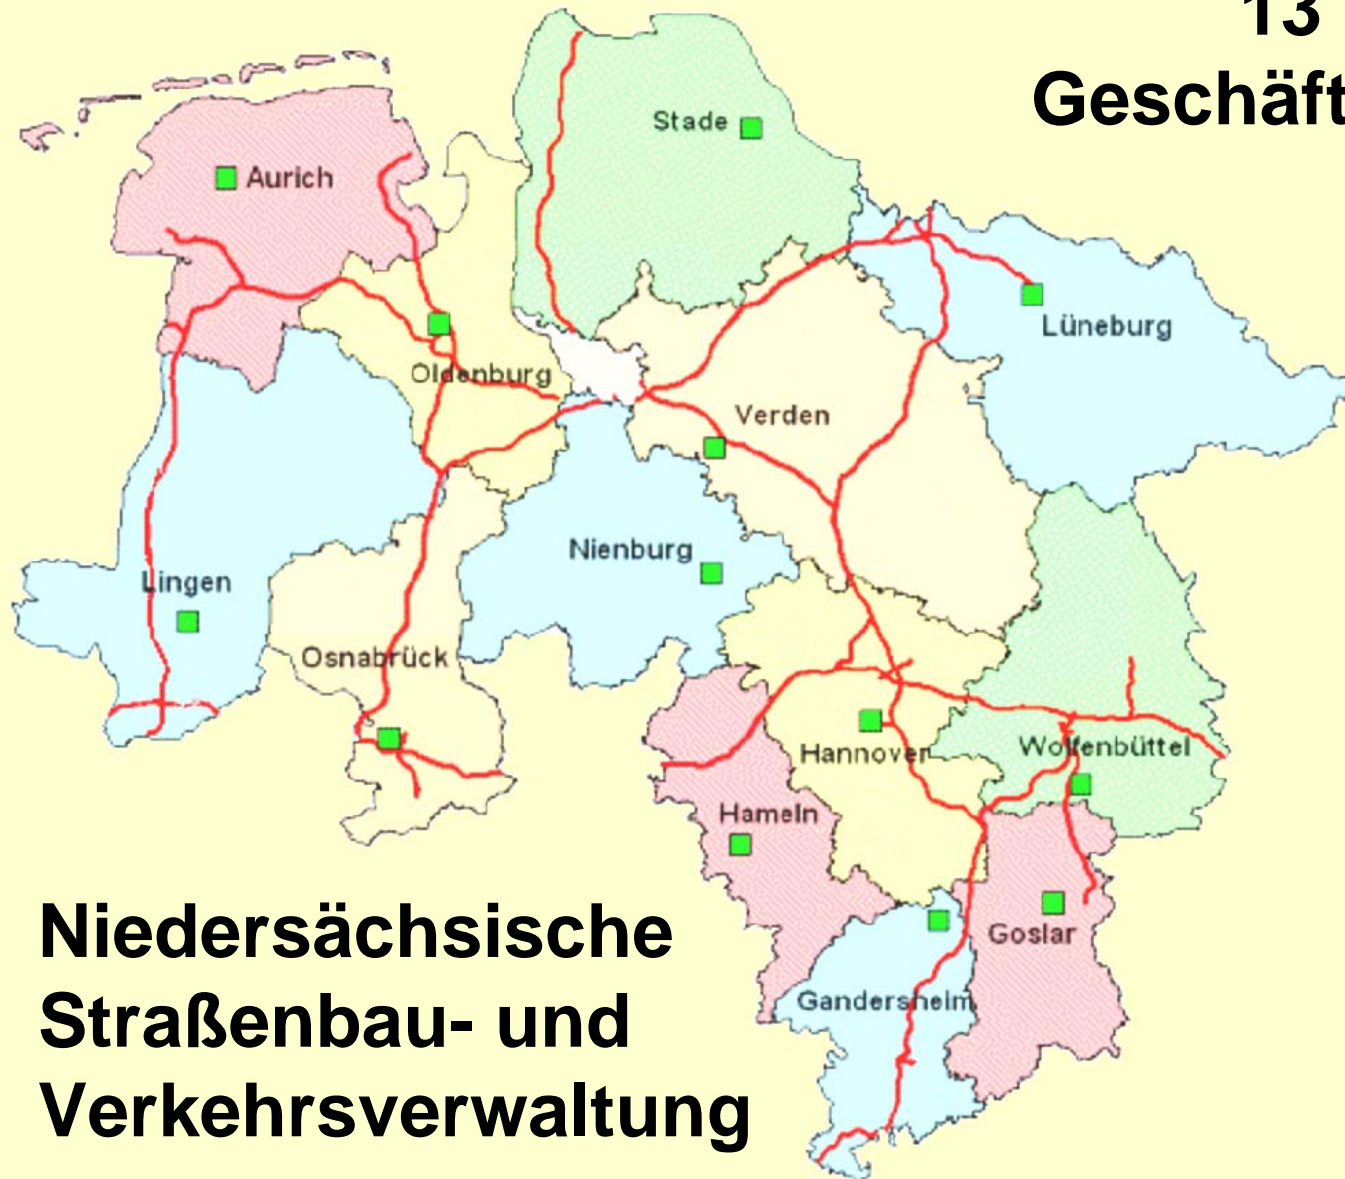 13
Geschäft
Stade
Aurich
Lüneburg
Oldenburg
Verden
Nienburg
Lingen
Osnabrück
Hannover
Wolfenbüttel
Hameln
Goslar
Gandersheim
Niedersächsische
Straßenbau- und
Verkehrsverwaltung